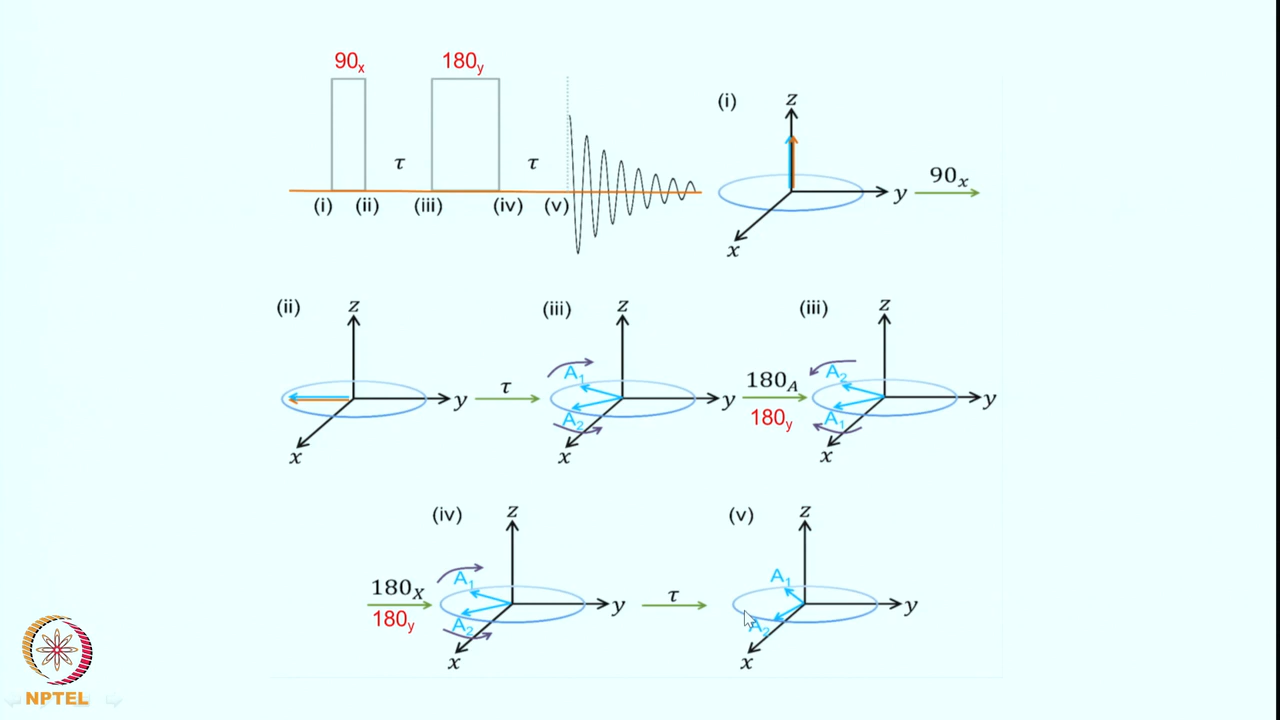 90x 180y
τ τ
(i) (ii) (iii) (iv) (v)
(i) z y x 90x
(ii) z y x
τ
(iii) z A1 A2 y x
180A
180y
(iii) z A2 A1 y x
180X
180y
(iv) z A1 A2 y x
τ
(v) z A1 A2 y x
NPTEL